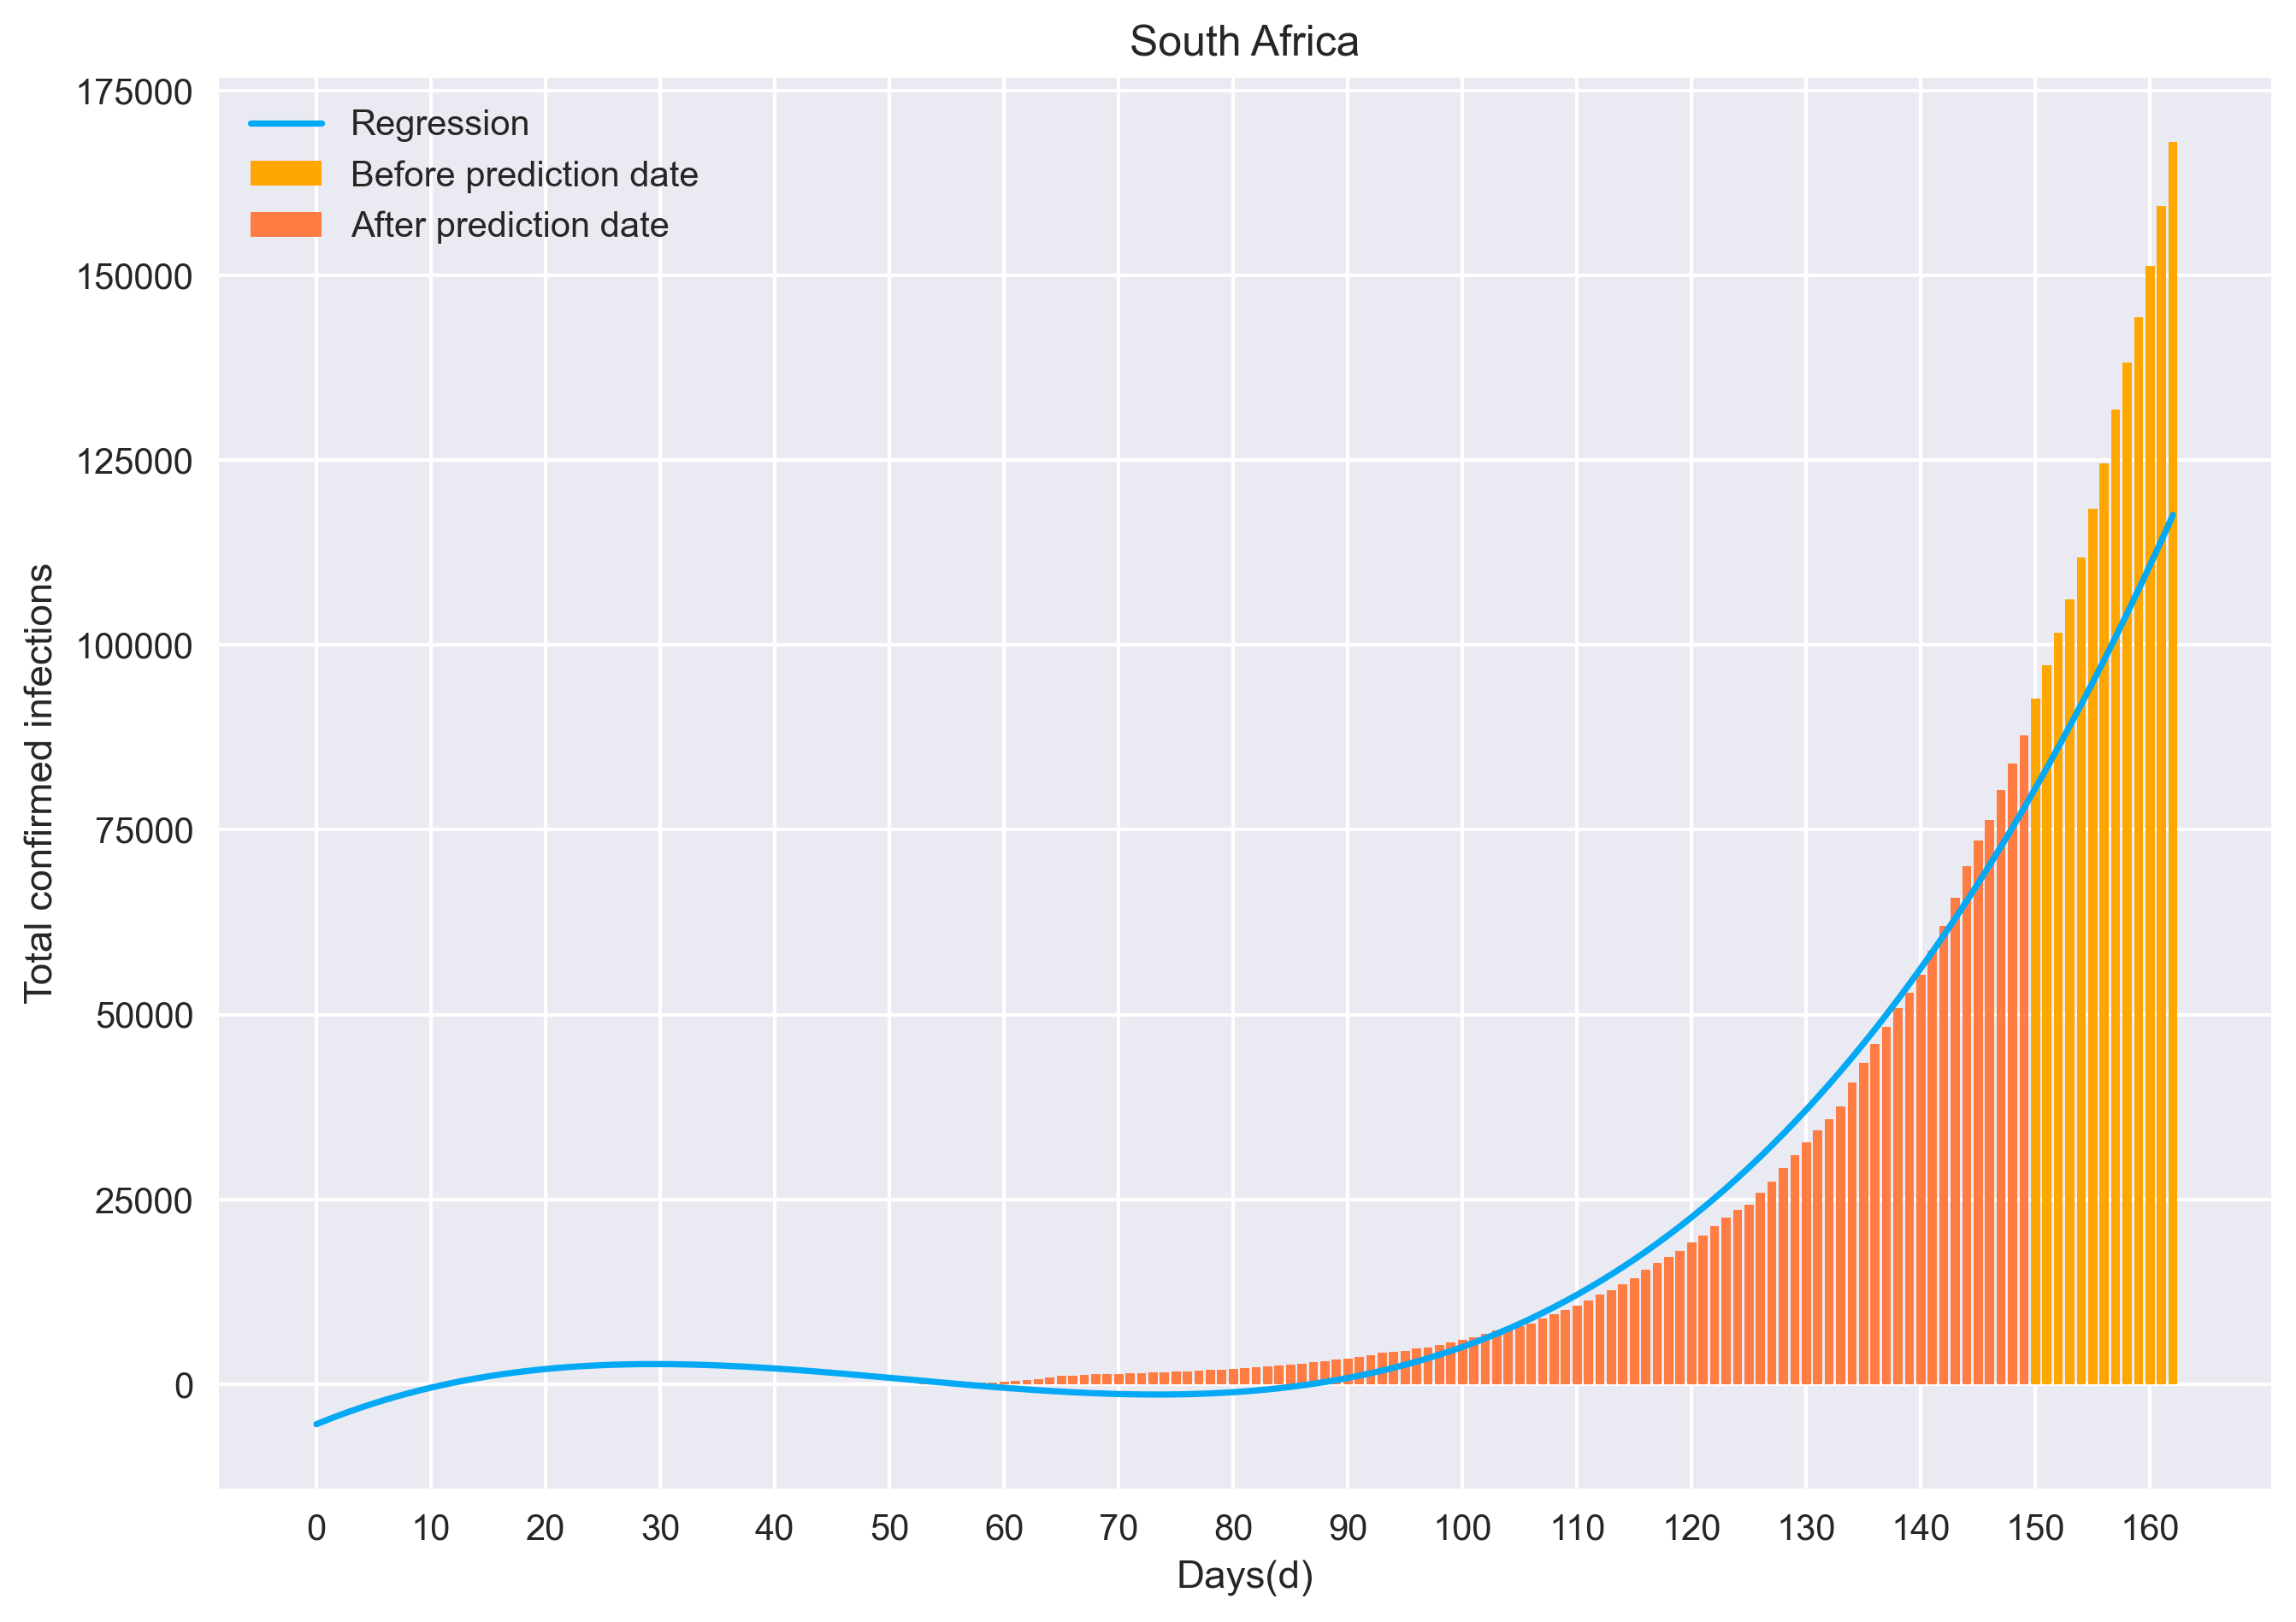 South Africa
175000
150000
125000
100000
75000
50000
25000
0
Regression
Before prediction date
After prediction date
Total confirmed infections
0 10 20 30 40 50 60 70 80 90 100 110 120 130 140 150 160
Days(d)